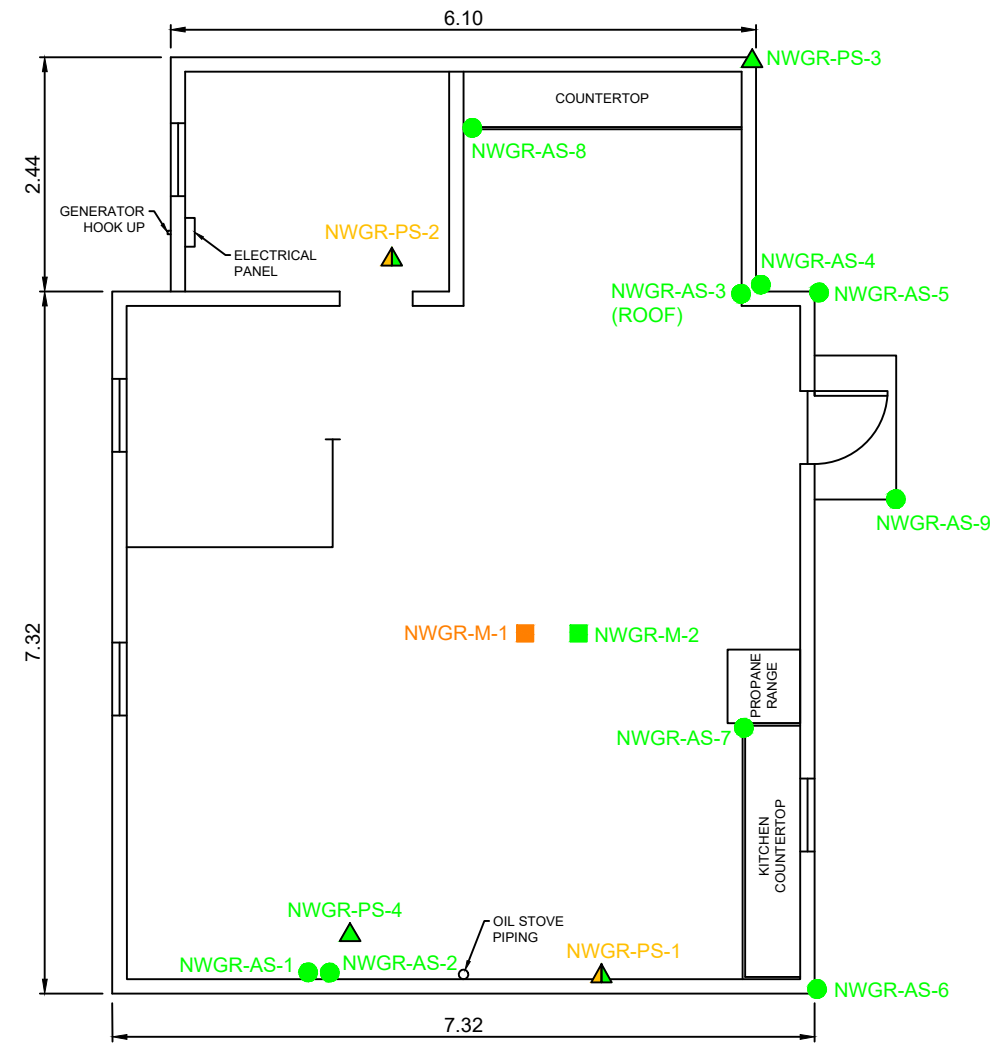 6.10
NWGR-PS-3
COUNTERTOP
NWGR-AS-8
2.44
GENERATOR
HOOK UP
ELECTRICAL
PANEL
NWGR-PS-2
NWGR-AS-4
NWGR-AS-3
(ROOF)
NWGR-AS-5
NWGR-AS-9
7.32
NWGR-M-1
NWGR-M-2
PROPANE
RANGE
NWGR-AS-7
KITCHEN
COUNTERTOP
NWGR-PS-4
OIL STOVE
PIPING
NWGR-PS-1
NWGR-AS-1
NWGR-AS-2
NWGR-AS-6
7.32